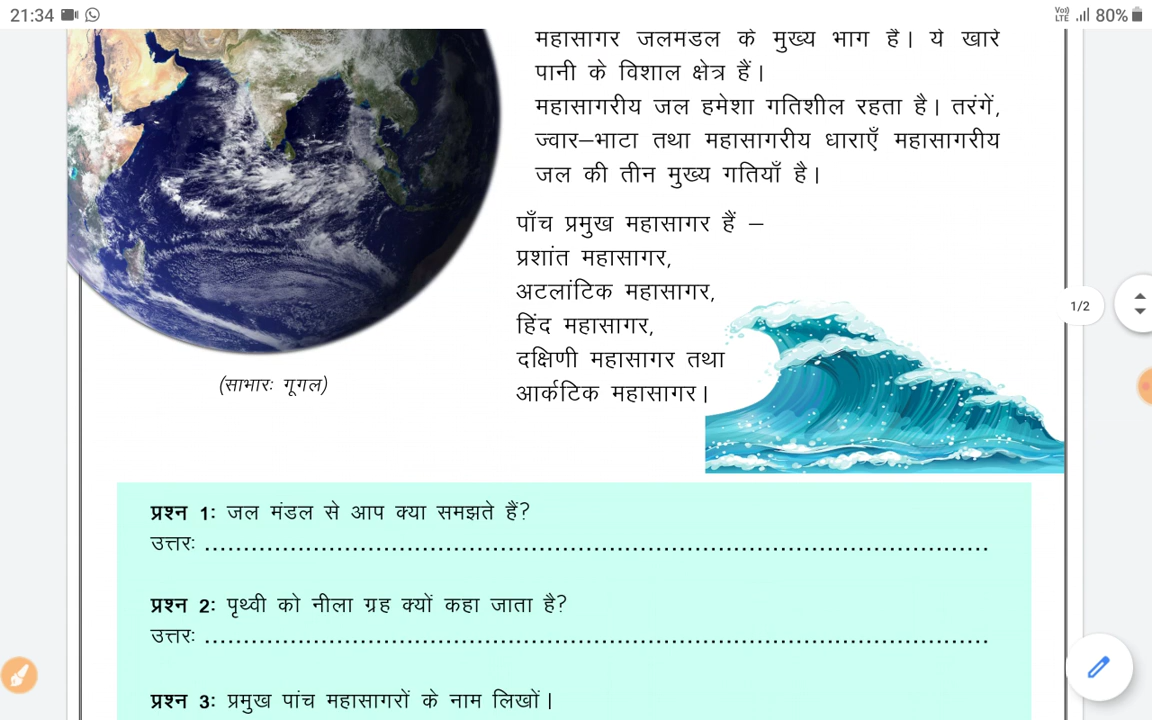 21:34
Vo) LTE 80%
महासागर जलमडल के मुख्य भाग हैं। ये खारे
पानी के विशाल क्षेत्र हैं।
महासागरीय जल हमेशा गतिशील रहता है। तरंगें,
ज्वार–भाटा तथा महासागरीय धाराएँ महासागरीय
जल की तीन मुख्य गतियाँ है।
पाँच प्रमुख महासागर हैं –
प्रशांत महासागर,
अटलांटिक महासागर,
हिंद महासागर,
दक्षिणी महासागर तथा
आर्कटिक महासागर।
(साभारः गूगल)
1/2
प्रश्न 1: जल मंडल से आप क्या समझते हैं?
उत्तरः ....................................................................................................
प्रश्न 2: पृथ्वी को नीला ग्रह क्यों कहा जाता है?
उत्तरः ....................................................................................................
प्रश्न 3: प्रमुख पांच महासागरों के नाम लिखों।